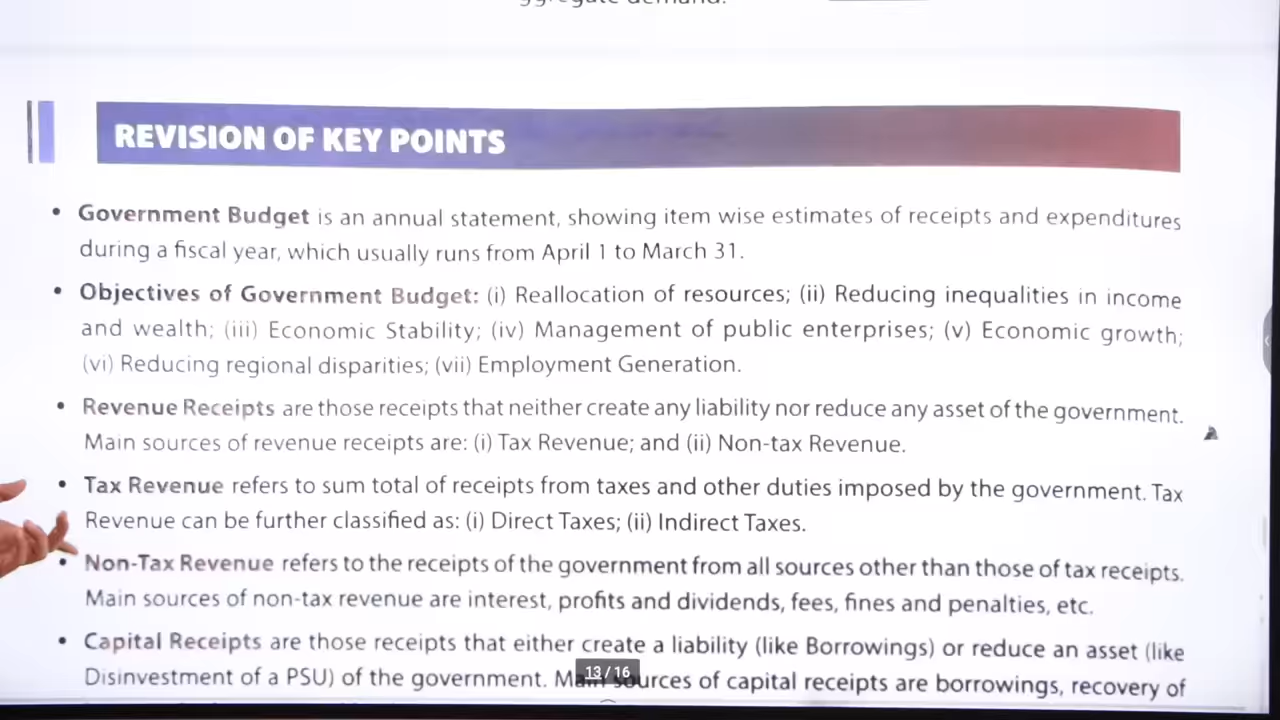 aggregate demand.
REVISION OF KEY POINTS
• Government Budget is an annual statement, showing item wise estimates of receipts and expenditures
during a fiscal year, which usually runs from April 1 to March 31.
• Objectives of Government Budget: (i) Reallocation of resources; (ii) Reducing inequalities in income
and wealth; (iii) Economic Stability; (iv) Management of public enterprises; (v) Economic growth;
(vi) Reducing regional disparities; (vii) Employment Generation.
• Revenue Receipts are those receipts that neither create any liability nor reduce any asset of the government.
Main sources of revenue receipts are: (i) Tax Revenue; and (ii) Non-tax Revenue.
• Tax Revenue refers to sum total of receipts from taxes and other duties imposed by the government. Tax
Revenue can be further classified as: (i) Direct Taxes; (ii) Indirect Taxes.
• Non-Tax Revenue refers to the receipts of the government from all sources other than those of tax receipts.
Main sources of non-tax revenue are interest, profits and dividends, fees, fines and penalties, etc.
• Capital Receipts are those receipts that either create a liability (like Borrowings) or reduce an asset (like
Disinvestment of a PSU) of the government. Main sources of capital receipts are borrowings, recovery of
13/16